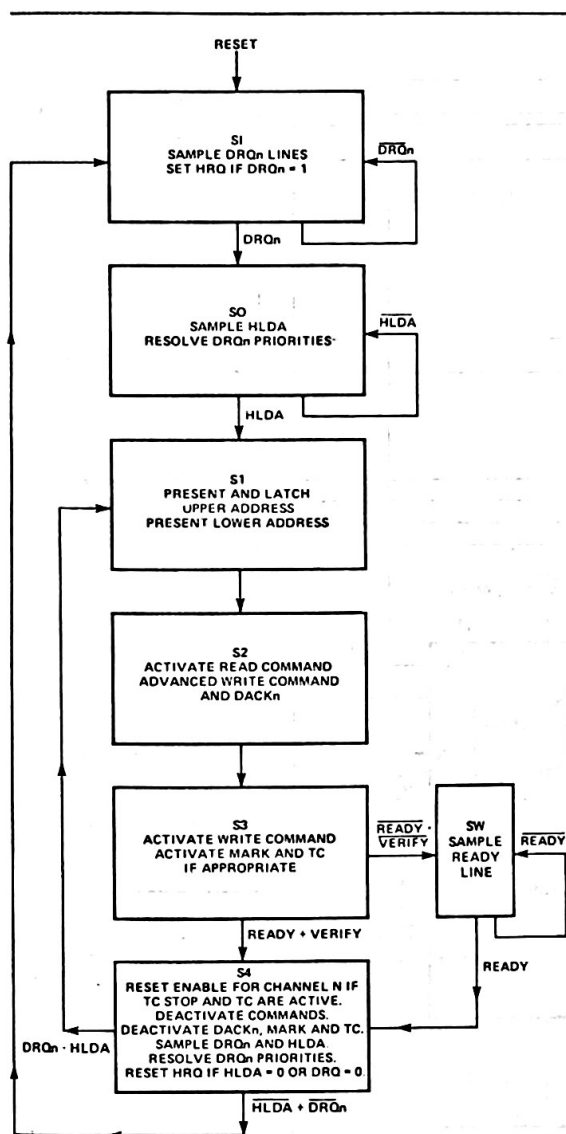 RESET
SI
SAMPLE DRQn LINES
SET HRQ IF DRQn = 1
DRQn
DRQn
SO
SAMPLE HLDA
RESOLVE DRQn PRIORITIES
HLDA
HLDA
S1
PRESENT AND LATCH
UPPER ADDRESS
PRESENT LOWER ADDRESS
S2
ACTIVATE READ COMMAND
ADVANCED WRITE COMMAND
AND DACKn
S3
ACTIVATE WRITE COMMAND
ACTIVATE MARK AND TC
IF APPROPRIATE
READY ·
VERIFY
SW
SAMPLE
READY
LINE
READY
READY + VERIFY
READY
S4
RESET ENABLE FOR CHANNEL N IF
TC STOP AND TC ARE ACTIVE.
DEACTIVATE COMMANDS.
DEACTIVATE DACKn, MARK AND TC.
SAMPLE DRQn AND HLDA.
RESOLVE DRQn PRIORITIES.
RESET HRQ IF HLDA = 0 OR DRQ = 0.
DRQn · HLDA
HLDA + DRQn